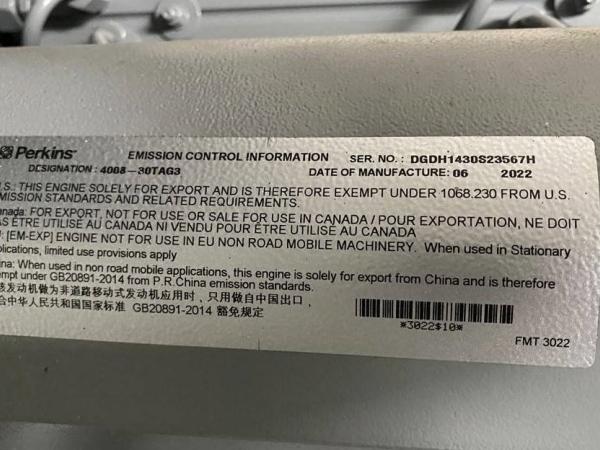 Perkins EMISSION CONTROL INFORMATION SER. NO.: DGDH1430S23567H
DESIGNATION: 4008-30TAG3 DATE OF MANUFACTURE: 06 2022
.S.: THIS ENGINE SOLELY FOR EXPORT AND IS THEREFORE EXEMPT UNDER 1068.230 FROM U.S.
MISSION STANDARDS AND RELATED REQUIREMENTS.
anada: FOR EXPORT, NOT FOR USE OR SALE FOR USE IN CANADA / POUR EXPORTATION, NE DOIT
AS ÊTRE UTILISÉ AU CANADA NI VENDU POUR ÊTRE UTILISÉ AU CANADA
: [EM-EXP] ENGINE NOT FOR USE IN EU NON ROAD MOBILE MACHINERY. When used in Stationary
plications, limited use provisions apply
ina: When used in non road mobile applications, this engine is solely for export from China and is therefore
empt under GB20891-2014 from P.R.China emission standards.
该发动机做为非道路移动式发动机应用时，只用做自中国出口，
合中华人民共和国国家标准 GB20891-2014 豁免规定
*3022$10*
FMT 3022